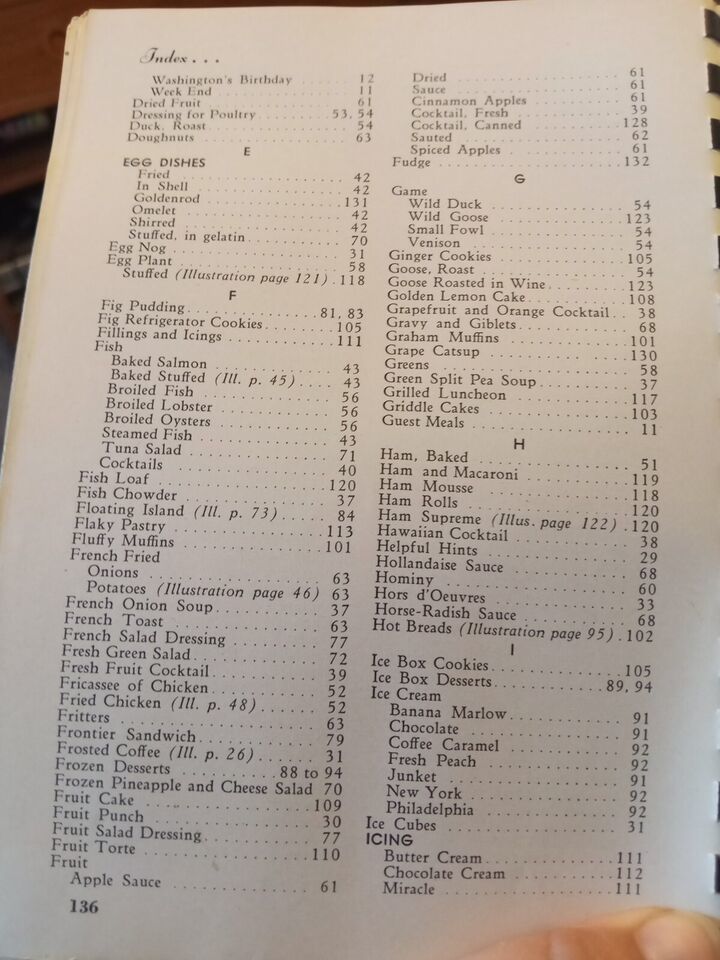 Index . . .
Washington's Birthday . . . . . . . 12
Week End . . . . . . . . . . . . . 11
Dried Fruit . . . . . . . . . . . . . 61
Dressing for Poultry . . . . . . . . 53, 54
Duck, Roast . . . . . . . . . . . . . 54
Doughnuts . . . . . . . . . . . . . 63
E
EGG DISHES
Fried . . . . . . . . . . . . . 42
In Shell . . . . . . . . . . . . . 42
Goldenrod . . . . . . . . . . . . . 131
Omelet . . . . . . . . . . . . . 42
Shirred . . . . . . . . . . . . . 42
Stuffed, in gelatin . . . . . . . . . . 70
Egg Nog . . . . . . . . . . . . . 31
Egg Plant . . . . . . . . . . . . . 58
Stuffed (Illustration page 121) . 118
F
Fig Pudding . . . . . . . . . . . 81, 83
Fig Refrigerator Cookies . . . . . . . 105
Fillings and Icings . . . . . . . . . . 111
Fish
Baked Salmon . . . . . . . . . . 43
Baked Stuffed (Ill. p. 45) . . . . 43
Broiled Fish . . . . . . . . . . 56
Broiled Lobster . . . . . . . . . . 56
Broiled Oysters . . . . . . . . . . 56
Steamed Fish . . . . . . . . . . 43
Tuna Salad . . . . . . . . . . 71
Cocktails . . . . . . . . . . 40
Fish Loaf . . . . . . . . . . 120
Fish Chowder . . . . . . . . . . 37
Floating Island (Ill. p. 73) . . . . . 84
Flaky Pastry . . . . . . . . . . 113
Fluffy Muffins . . . . . . . . . . 101
French Fried
Onions . . . . . . . . . . 63
Potatoes (Illustration page 46) 63
French Onion Soup . . . . . . . . . . 37
French Toast . . . . . . . . . . 63
French Salad Dressing . . . . . . . . 77
Fresh Green Salad . . . . . . . . . . 72
Fresh Fruit Cocktail . . . . . . . . . . 39
Fricassee of Chicken . . . . . . . . . . 52
Fried Chicken (Ill. p. 48) . . . . . . 52
Fritters . . . . . . . . . . 63
Frontier Sandwich . . . . . . . . . . 79
Frosted Coffee (Ill. p. 26) . . . . . . 31
Frozen Desserts . . . . . . . . 88 to 94
Frozen Pineapple and Cheese Salad 70
Fruit Cake . . . . . . . . . . 109
Fruit Punch . . . . . . . . . . 30
Fruit Salad Dressing . . . . . . . . . . 77
Fruit Torte . . . . . . . . . . 110
Fruit
Apple Sauce . . . . . . . . . . 61
136
Dried . . . . . . . . . . 61
Sauce . . . . . . . . . . 61
Cinnamon Apples . . . . . . . . . . 61
Cocktail, Fresh . . . . . . . . . . 39
Cocktail, Canned . . . . . . . . . . 128
Sauted . . . . . . . . . . 62
Spiced Apples . . . . . . . . . . 61
Fudge . . . . . . . . . . 132
G
Game
Wild Duck . . . . . . . . . . 54
Wild Goose . . . . . . . . . . 123
Small Fowl . . . . . . . . . . 54
Venison . . . . . . . . . . 54
Ginger Cookies . . . . . . . . . . 105
Goose, Roast . . . . . . . . . . 54
Goose Roasted in Wine . . . . . . . . 123
Golden Lemon Cake . . . . . . . . . . 108
Grapefruit and Orange Cocktail . . 38
Gravy and Giblets . . . . . . . . . . 68
Graham Muffins . . . . . . . . . . 101
Grape Catsup . . . . . . . . . . 130
Greens . . . . . . . . . . 58
Green Split Pea Soup . . . . . . . . . . 37
Grilled Luncheon . . . . . . . . . . 117
Griddle Cakes . . . . . . . . . . 103
Guest Meals . . . . . . . . . . 11
H
Ham, Baked . . . . . . . . . . 51
Ham and Macaroni . . . . . . . . . . 119
Ham Mousse . . . . . . . . . . 118
Ham Rolls . . . . . . . . . . 120
Ham Supreme (Illus. page 122) . 120
Hawaiian Cocktail . . . . . . . . . . 38
Helpful Hints . . . . . . . . . . 29
Hollandaise Sauce . . . . . . . . . . 68
Hominy . . . . . . . . . . 60
Hors d'Oeuvres . . . . . . . . . . 33
Horse-Radish Sauce . . . . . . . . . . 68
Hot Breads (Illustration page 95) . 102
I
Ice Box Cookies . . . . . . . . . . 105
Ice Box Desserts . . . . . . . . . . 89, 94
Ice Cream
Banana Marlow . . . . . . . . . . 91
Chocolate . . . . . . . . . . 91
Coffee Caramel . . . . . . . . . . 92
Fresh Peach . . . . . . . . . . 92
Junket . . . . . . . . . . 91
New York . . . . . . . . . . 92
Philadelphia . . . . . . . . . . 92
Ice Cubes . . . . . . . . . . 31
ICING
Butter Cream . . . . . . . . . . 111
Chocolate Cream . . . . . . . . . . 112
Miracle . . . . . . . . . . 111